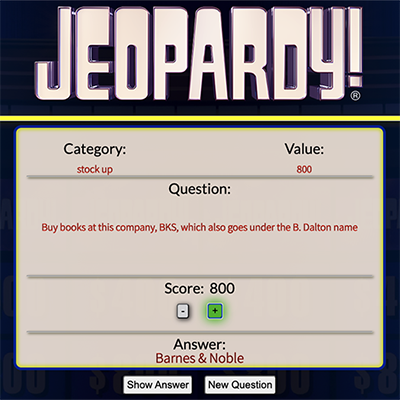 JEOPARDY!®
Category: Value:
stock up 800
Question:
Buy books at this company, BKS, which also goes under the B. Dalton name
Score: 800
- +
Answer:
Barnes & Noble
Show Answer New Question